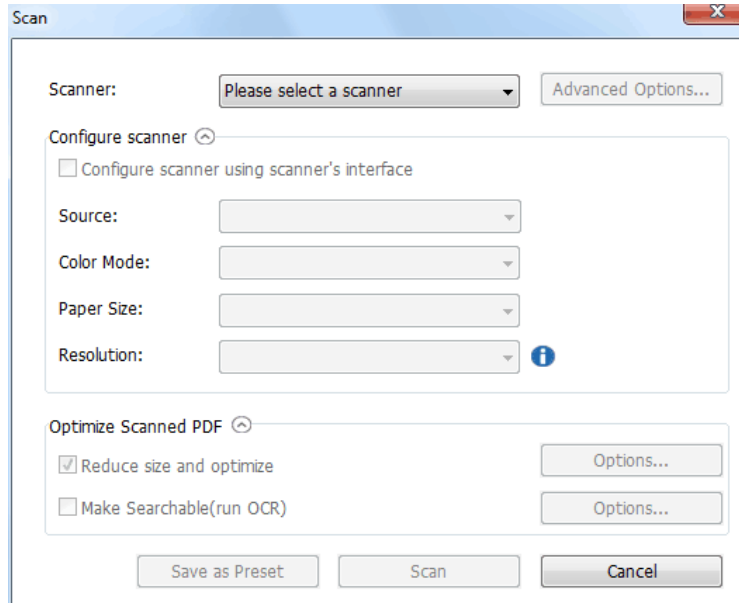 Scan
Scanner: Please select a scanner Advanced Options...
Configure scanner
Configure scanner using scanner's interface
Source:
Color Mode:
Paper Size:
Resolution:
Optimize Scanned PDF
Reduce size and optimize Options...
Make Searchable(run OCR) Options...
Save as Preset Scan Cancel